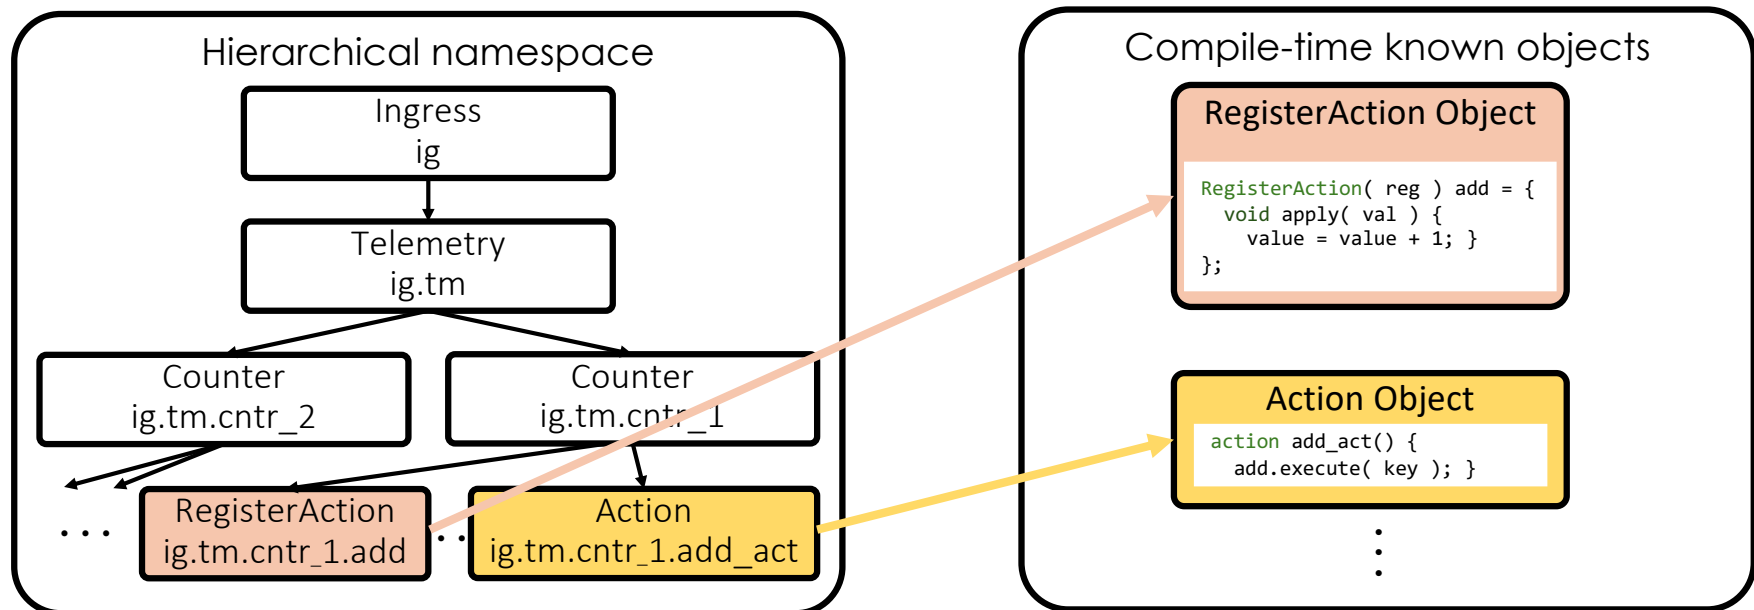 Hierarchical namespace
Ingress
ig
Telemetry
ig.tm
Counter
ig.tm.cntr_2
Counter
ig.tm.cntr_1
...
RegisterAction
ig.tm.cntr_1.add
..
Action
ig.tm.cntr_1.add_act
Compile-time known objects
RegisterAction Object
RegisterAction( reg ) add = {
void apply( val ) {
value = value + 1; }
};
Action Object
action add_act() {
add.execute( key ); }